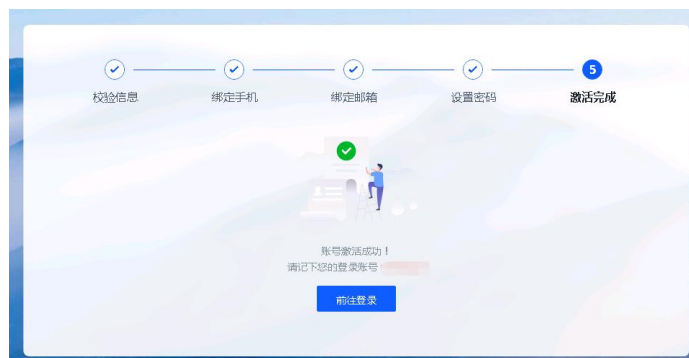 5
校验信息 绑定手机 绑定邮箱 设置密码 激活完成
账号激活成功！
请记下您的登录账号：
前往登录